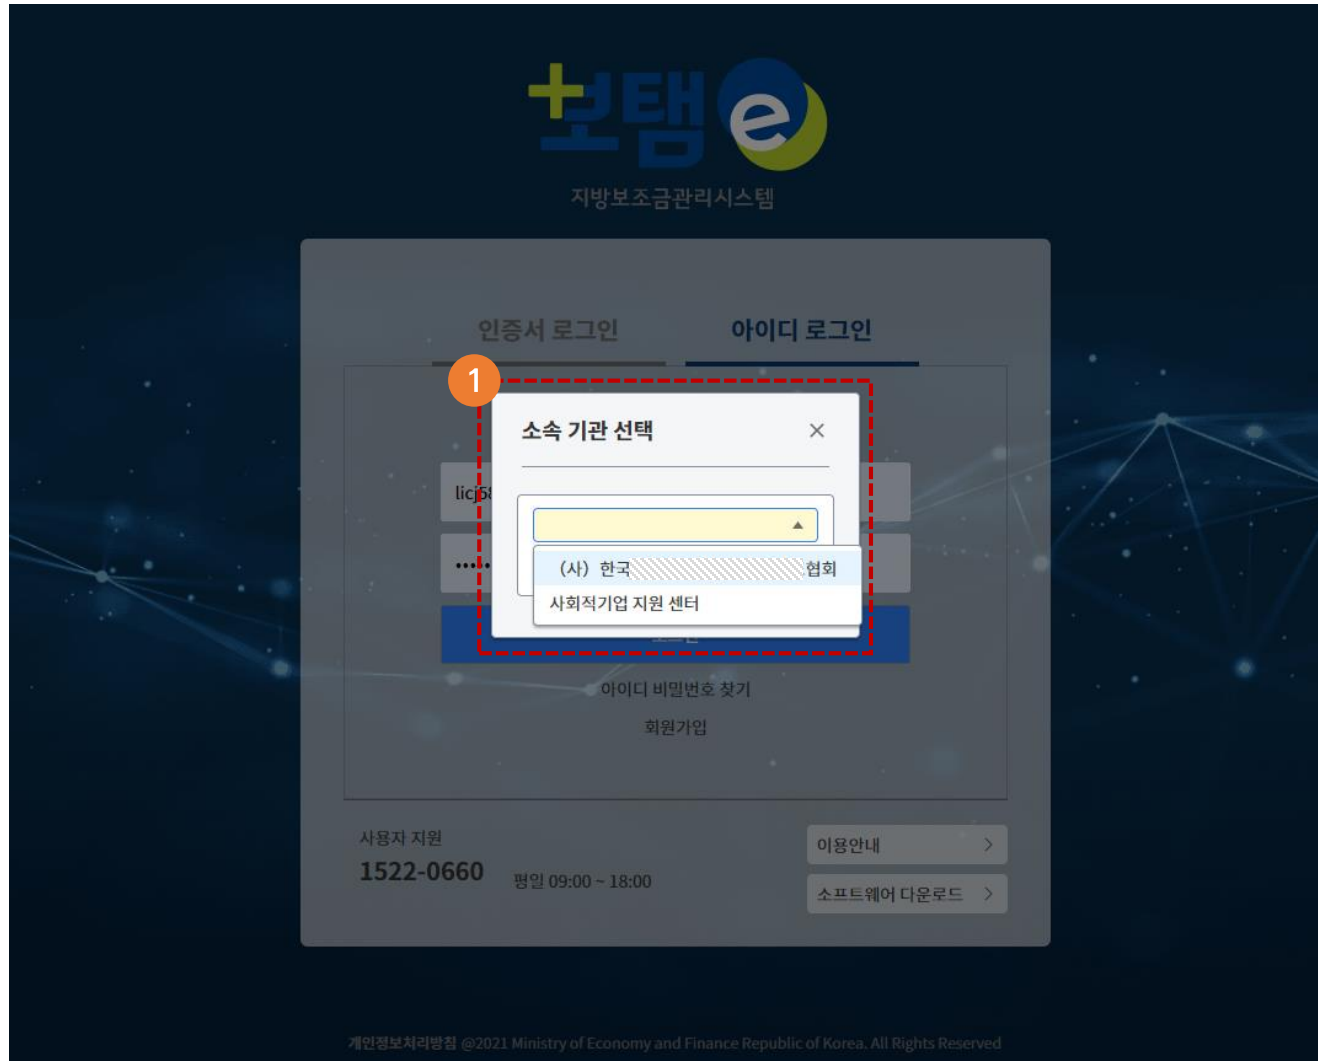 보탬e
지방보조금관리시스템
인증서 로그인 아이디 로그인
1
소속 기관 선택
licj58
(사) 한국 협회
사회적기업 지원 센터
아이디 비밀번호 찾기
회원가입
사용자 지원
1522-0660 평일 09:00 ~ 18:00
이용안내
소프트웨어 다운로드
개인정보처리방침 @2021 Ministry of Economy and Finance Republic of Korea. All Rights Reserved